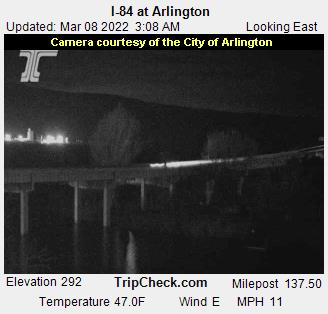 I-84 at Arlington
Updated: Mar 08 2022 3:08 AM Looking East
Camera courtesy of the City of Arlington
Elevation 292 TripCheck.com Milepost 137.50
Temperature 47.0F Wind E MPH 11